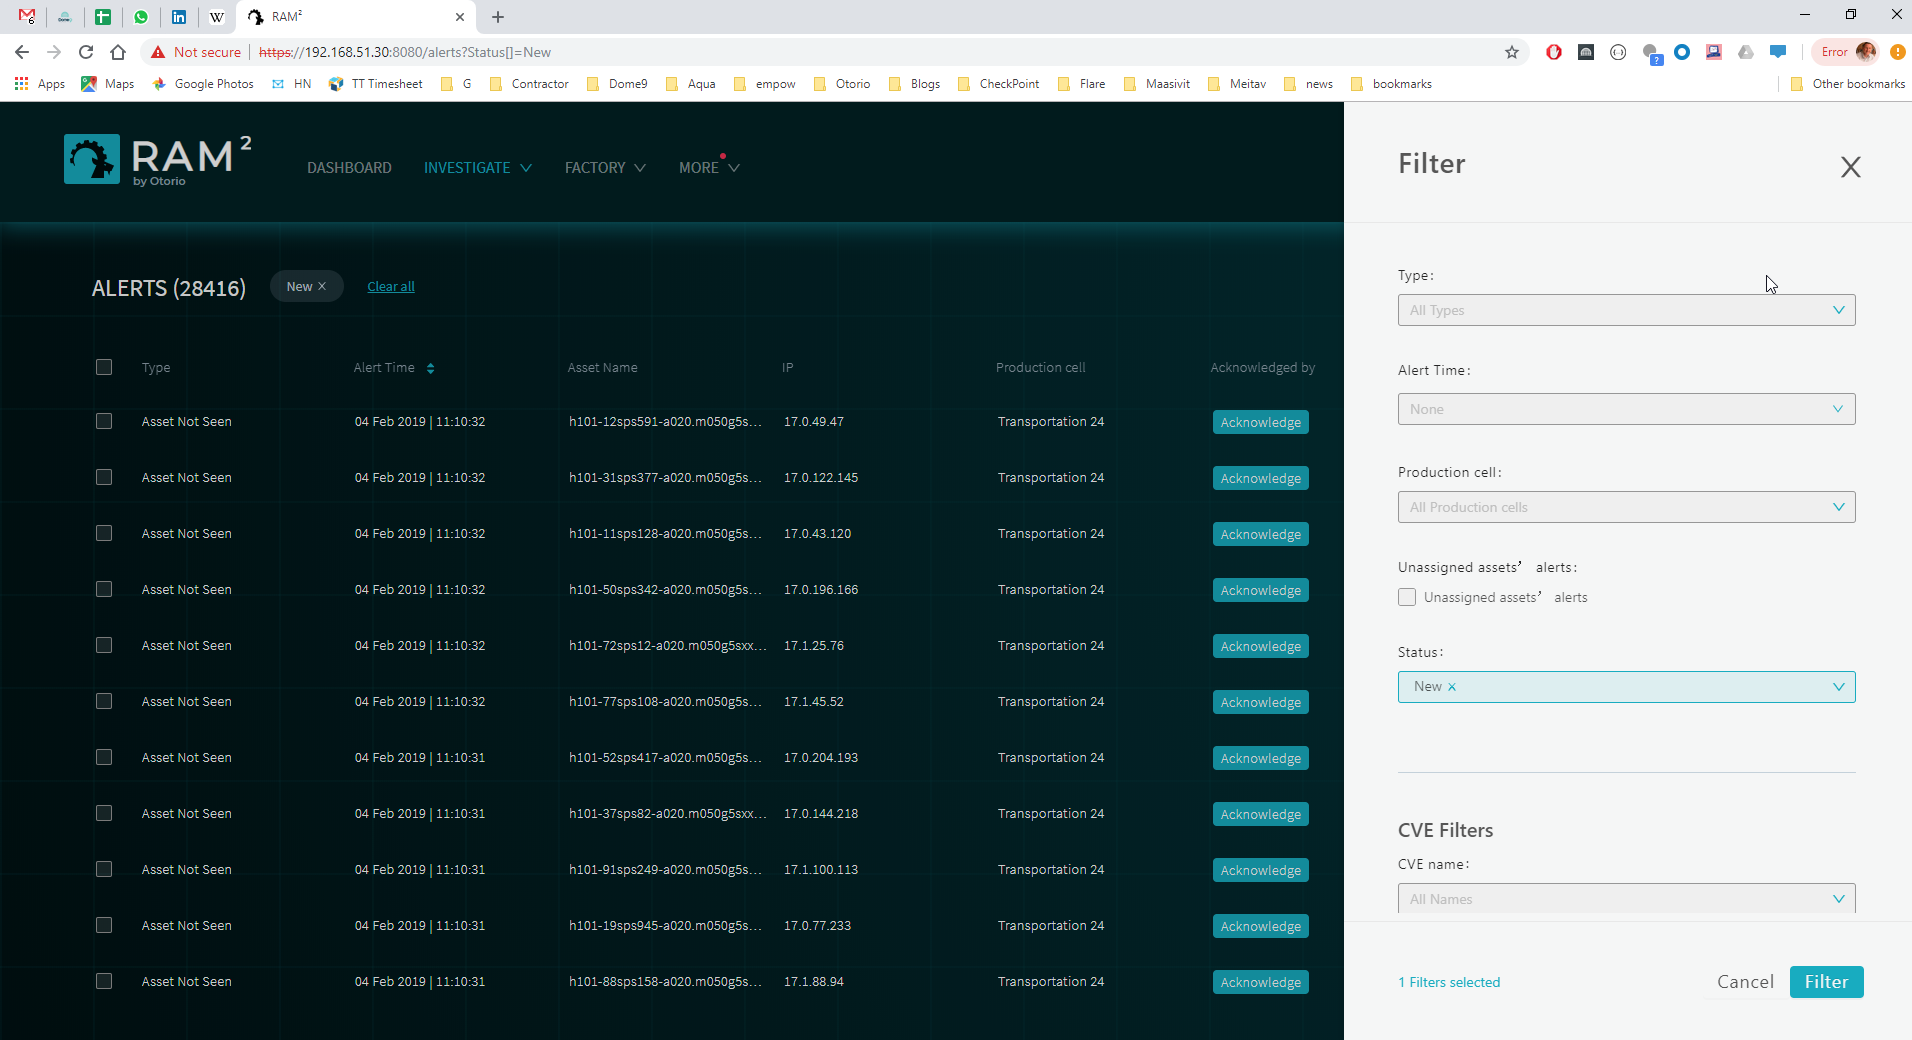 RAM²
Not secure
https://192.168.51.30:8080/alerts?Status[]=New
Error
Apps
Maps
Google Photos
HN
TT Timesheet
G
Contractor
Dome9
Aqua
empow
Otorio
Blogs
CheckPoint
Flare
Maasivit
Meitav
news
bookmarks
Other bookmarks
RAM²
by Otorio
DASHBOARD
INVESTIGATE
FACTORY
MORE
ALERTS (28416)
New X
Clear all
Type
Alert Time
Asset Name
IP
Production cell
Acknowledged by
Asset Not Seen 04 Feb 2019 | 11:10:32 h101-12sps591-a020.m050g5s... 17.0.49.47 Transportation 24 Acknowledge
Asset Not Seen 04 Feb 2019 | 11:10:32 h101-31sps377-a020.m050g5s... 17.0.122.145 Transportation 24 Acknowledge
Asset Not Seen 04 Feb 2019 | 11:10:32 h101-11sps128-a020.m050g5s... 17.0.43.120 Transportation 24 Acknowledge
Asset Not Seen 04 Feb 2019 | 11:10:32 h101-50sps342-a020.m050g5s... 17.0.196.166 Transportation 24 Acknowledge
Asset Not Seen 04 Feb 2019 | 11:10:32 h101-72sps12-a020.m050g5sxx... 17.1.25.76 Transportation 24 Acknowledge
Asset Not Seen 04 Feb 2019 | 11:10:32 h101-77sps108-a020.m050g5s... 17.1.45.52 Transportation 24 Acknowledge
Asset Not Seen 04 Feb 2019 | 11:10:31 h101-52sps417-a020.m050g5s... 17.0.204.193 Transportation 24 Acknowledge
Asset Not Seen 04 Feb 2019 | 11:10:31 h101-37sps82-a020.m050g5sxx... 17.0.144.218 Transportation 24 Acknowledge
Asset Not Seen 04 Feb 2019 | 11:10:31 h101-91sps249-a020.m050g5s... 17.1.100.113 Transportation 24 Acknowledge
Asset Not Seen 04 Feb 2019 | 11:10:31 h101-19sps945-a020.m050g5s... 17.0.77.233 Transportation 24 Acknowledge
Asset Not Seen 04 Feb 2019 | 11:10:31 h101-88sps158-a020.m050g5s... 17.1.88.94 Transportation 24 Acknowledge
Filter
X
Type:
All Types
Alert Time:
None
Production cell:
All Production cells
Unassigned assets’ alerts:
Unassigned assets’ alerts
Status:
New ×
CVE Filters
CVE name:
All Names
1 Filters selected
Cancel
Filter